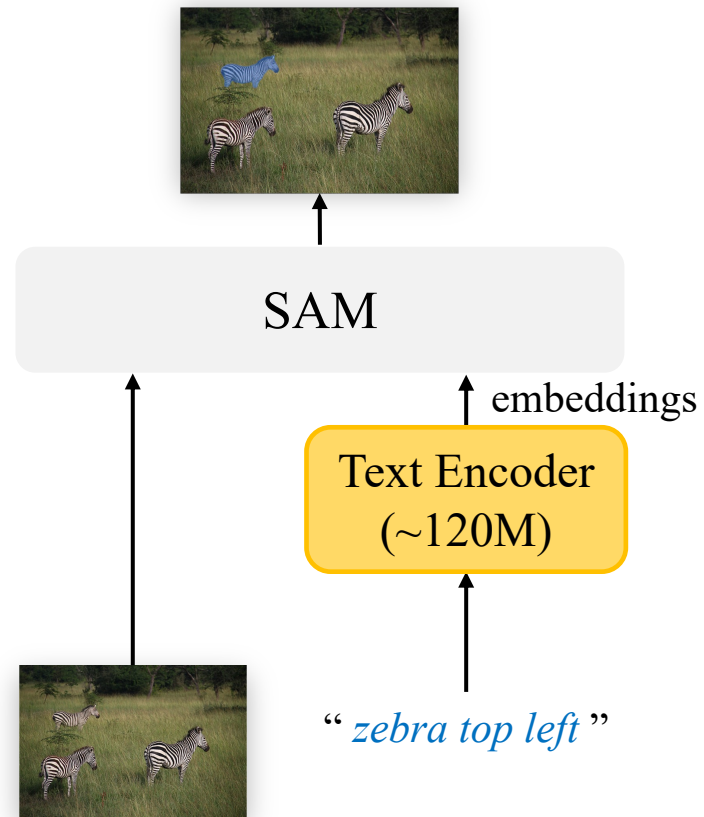 SAM
embeddings
Text Encoder
(~120M)
“ zebra top left ”